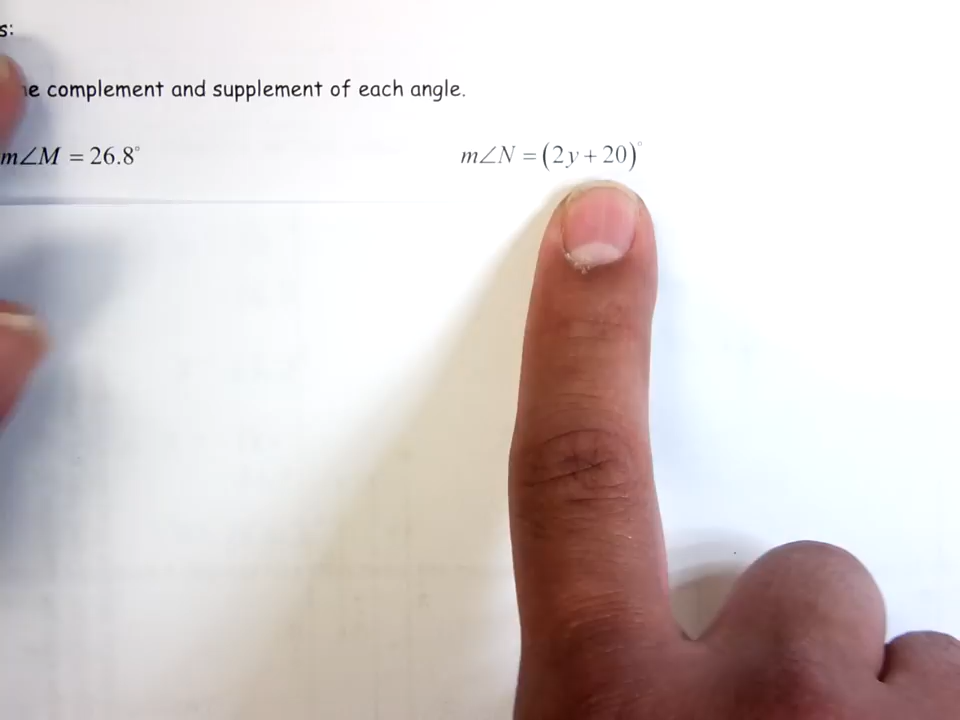 s:
e complement and supplement of each angle.
m∠M = 26.8°
m∠N = (2y + 20)°